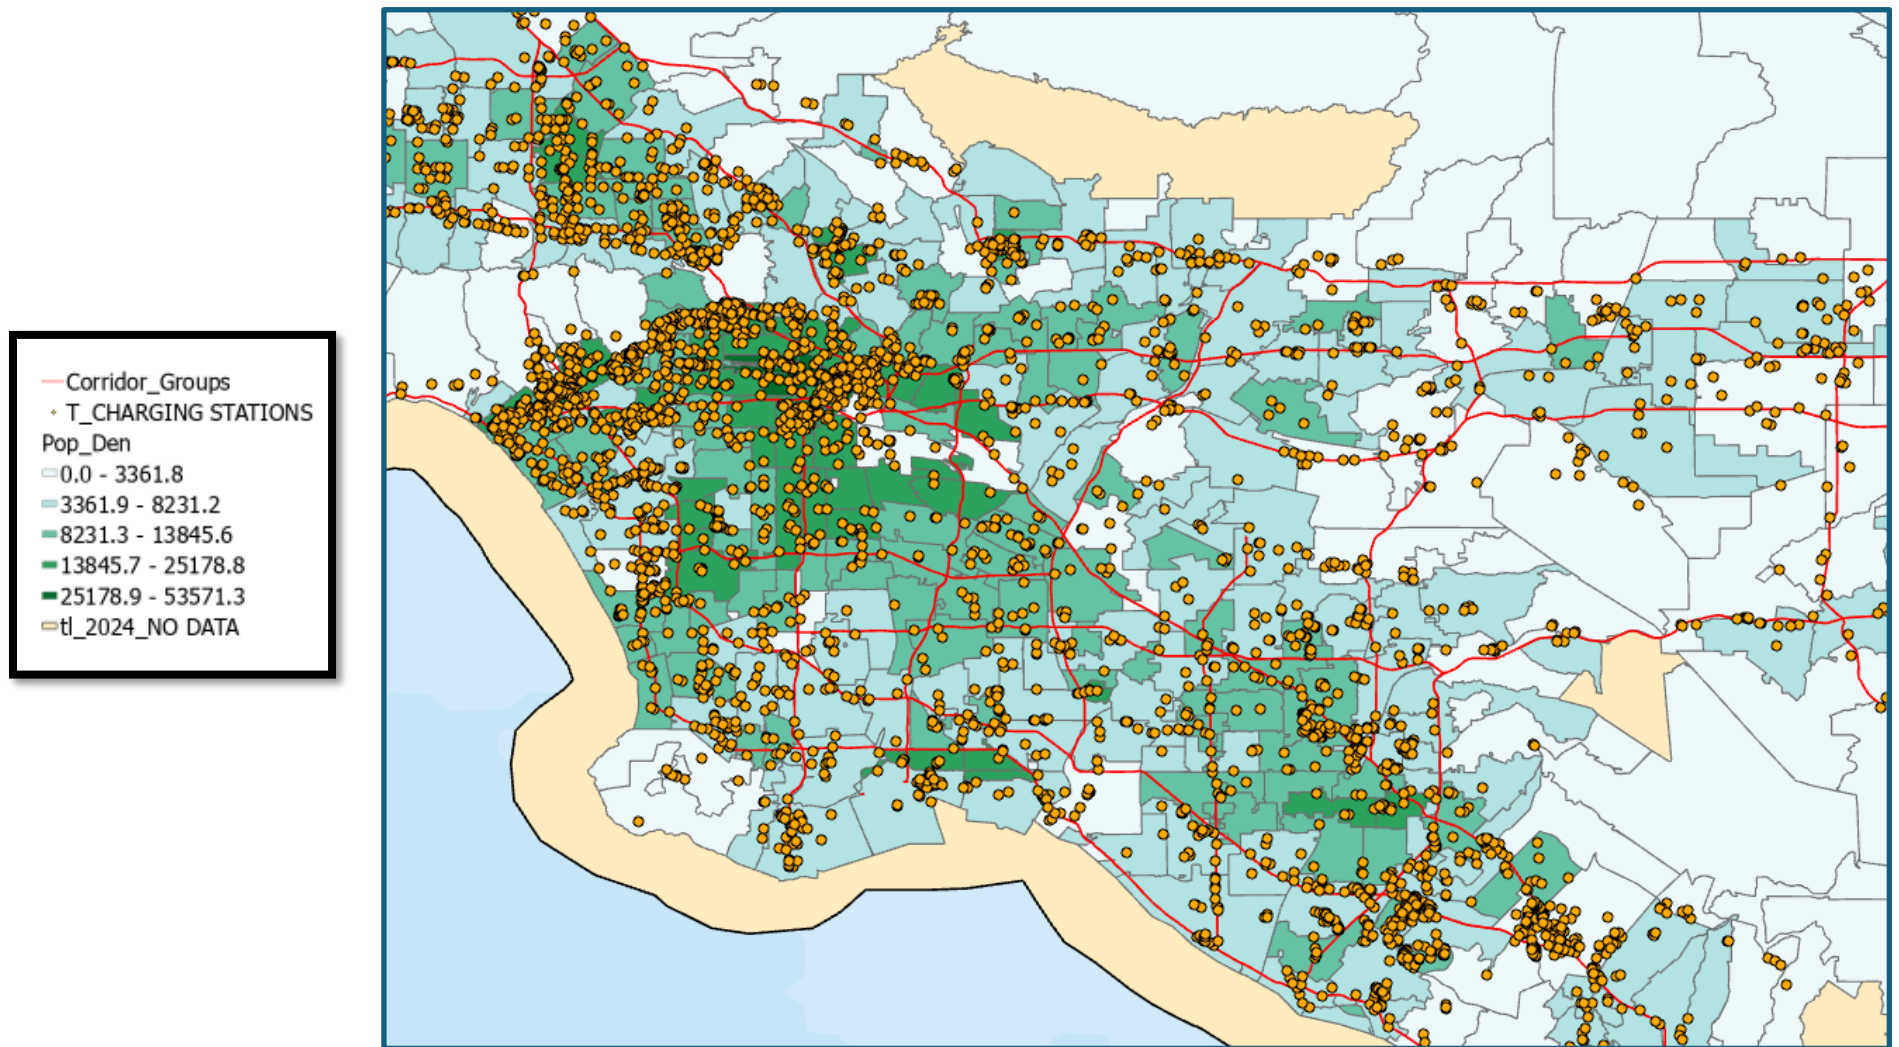 Corridor_Groups
T_CHARGING STATIONS
Pop_Den
0.0 - 3361.8
3361.9 - 8231.2
8231.3 - 13845.6
13845.7 - 25178.8
25178.9 - 53571.3
tl_2024_NO DATA